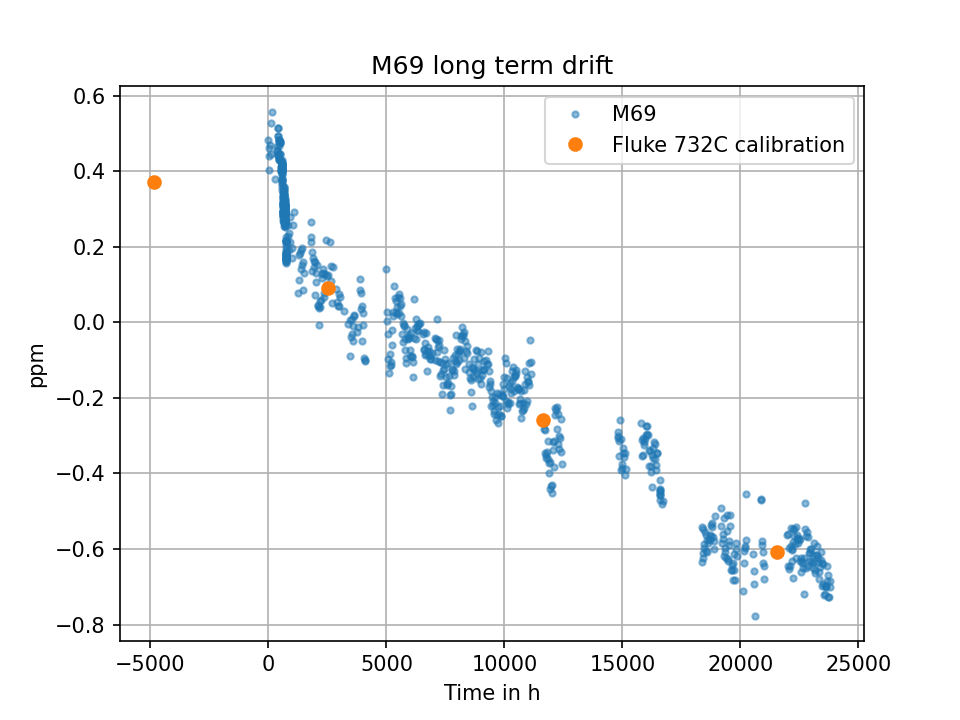 M69 long term drift
M69
Fluke 732C calibration
0.6
0.4
0.2
0.0
−0.2
−0.4
−0.6
−0.8
ppm
−5000 0 5000 10000 15000 20000 25000
Time in h